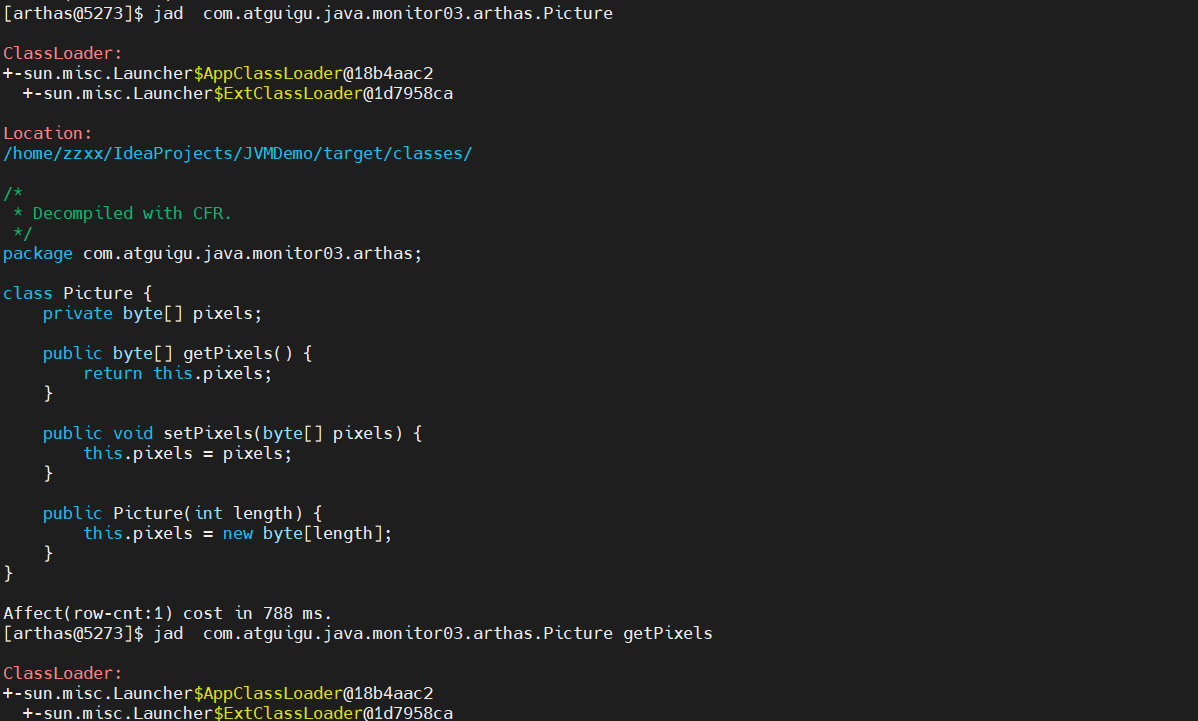 [arthas@5273]$ jad  com.atguigu.java.monitor03.arthas.Picture

ClassLoader:
+-sun.misc.Launcher$AppClassLoader@18b4aac2
  +-sun.misc.Launcher$ExtClassLoader@1d7958ca

Location:
/home/zzxx/IdeaProjects/JVMDemo/target/classes/

/*
 * Decompiled with CFR.
 */
package com.atguigu.java.monitor03.arthas;

class Picture {
    private byte[] pixels;

    public byte[] getPixels() {
        return this.pixels;
    }

    public void setPixels(byte[] pixels) {
        this.pixels = pixels;
    }

    public Picture(int length) {
        this.pixels = new byte[length];
    }
}

Affect(row-cnt:1) cost in 788 ms.
[arthas@5273]$ jad  com.atguigu.java.monitor03.arthas.Picture getPixels

ClassLoader:
+-sun.misc.Launcher$AppClassLoader@18b4aac2
  +-sun.misc.Launcher$ExtClassLoader@1d7958ca